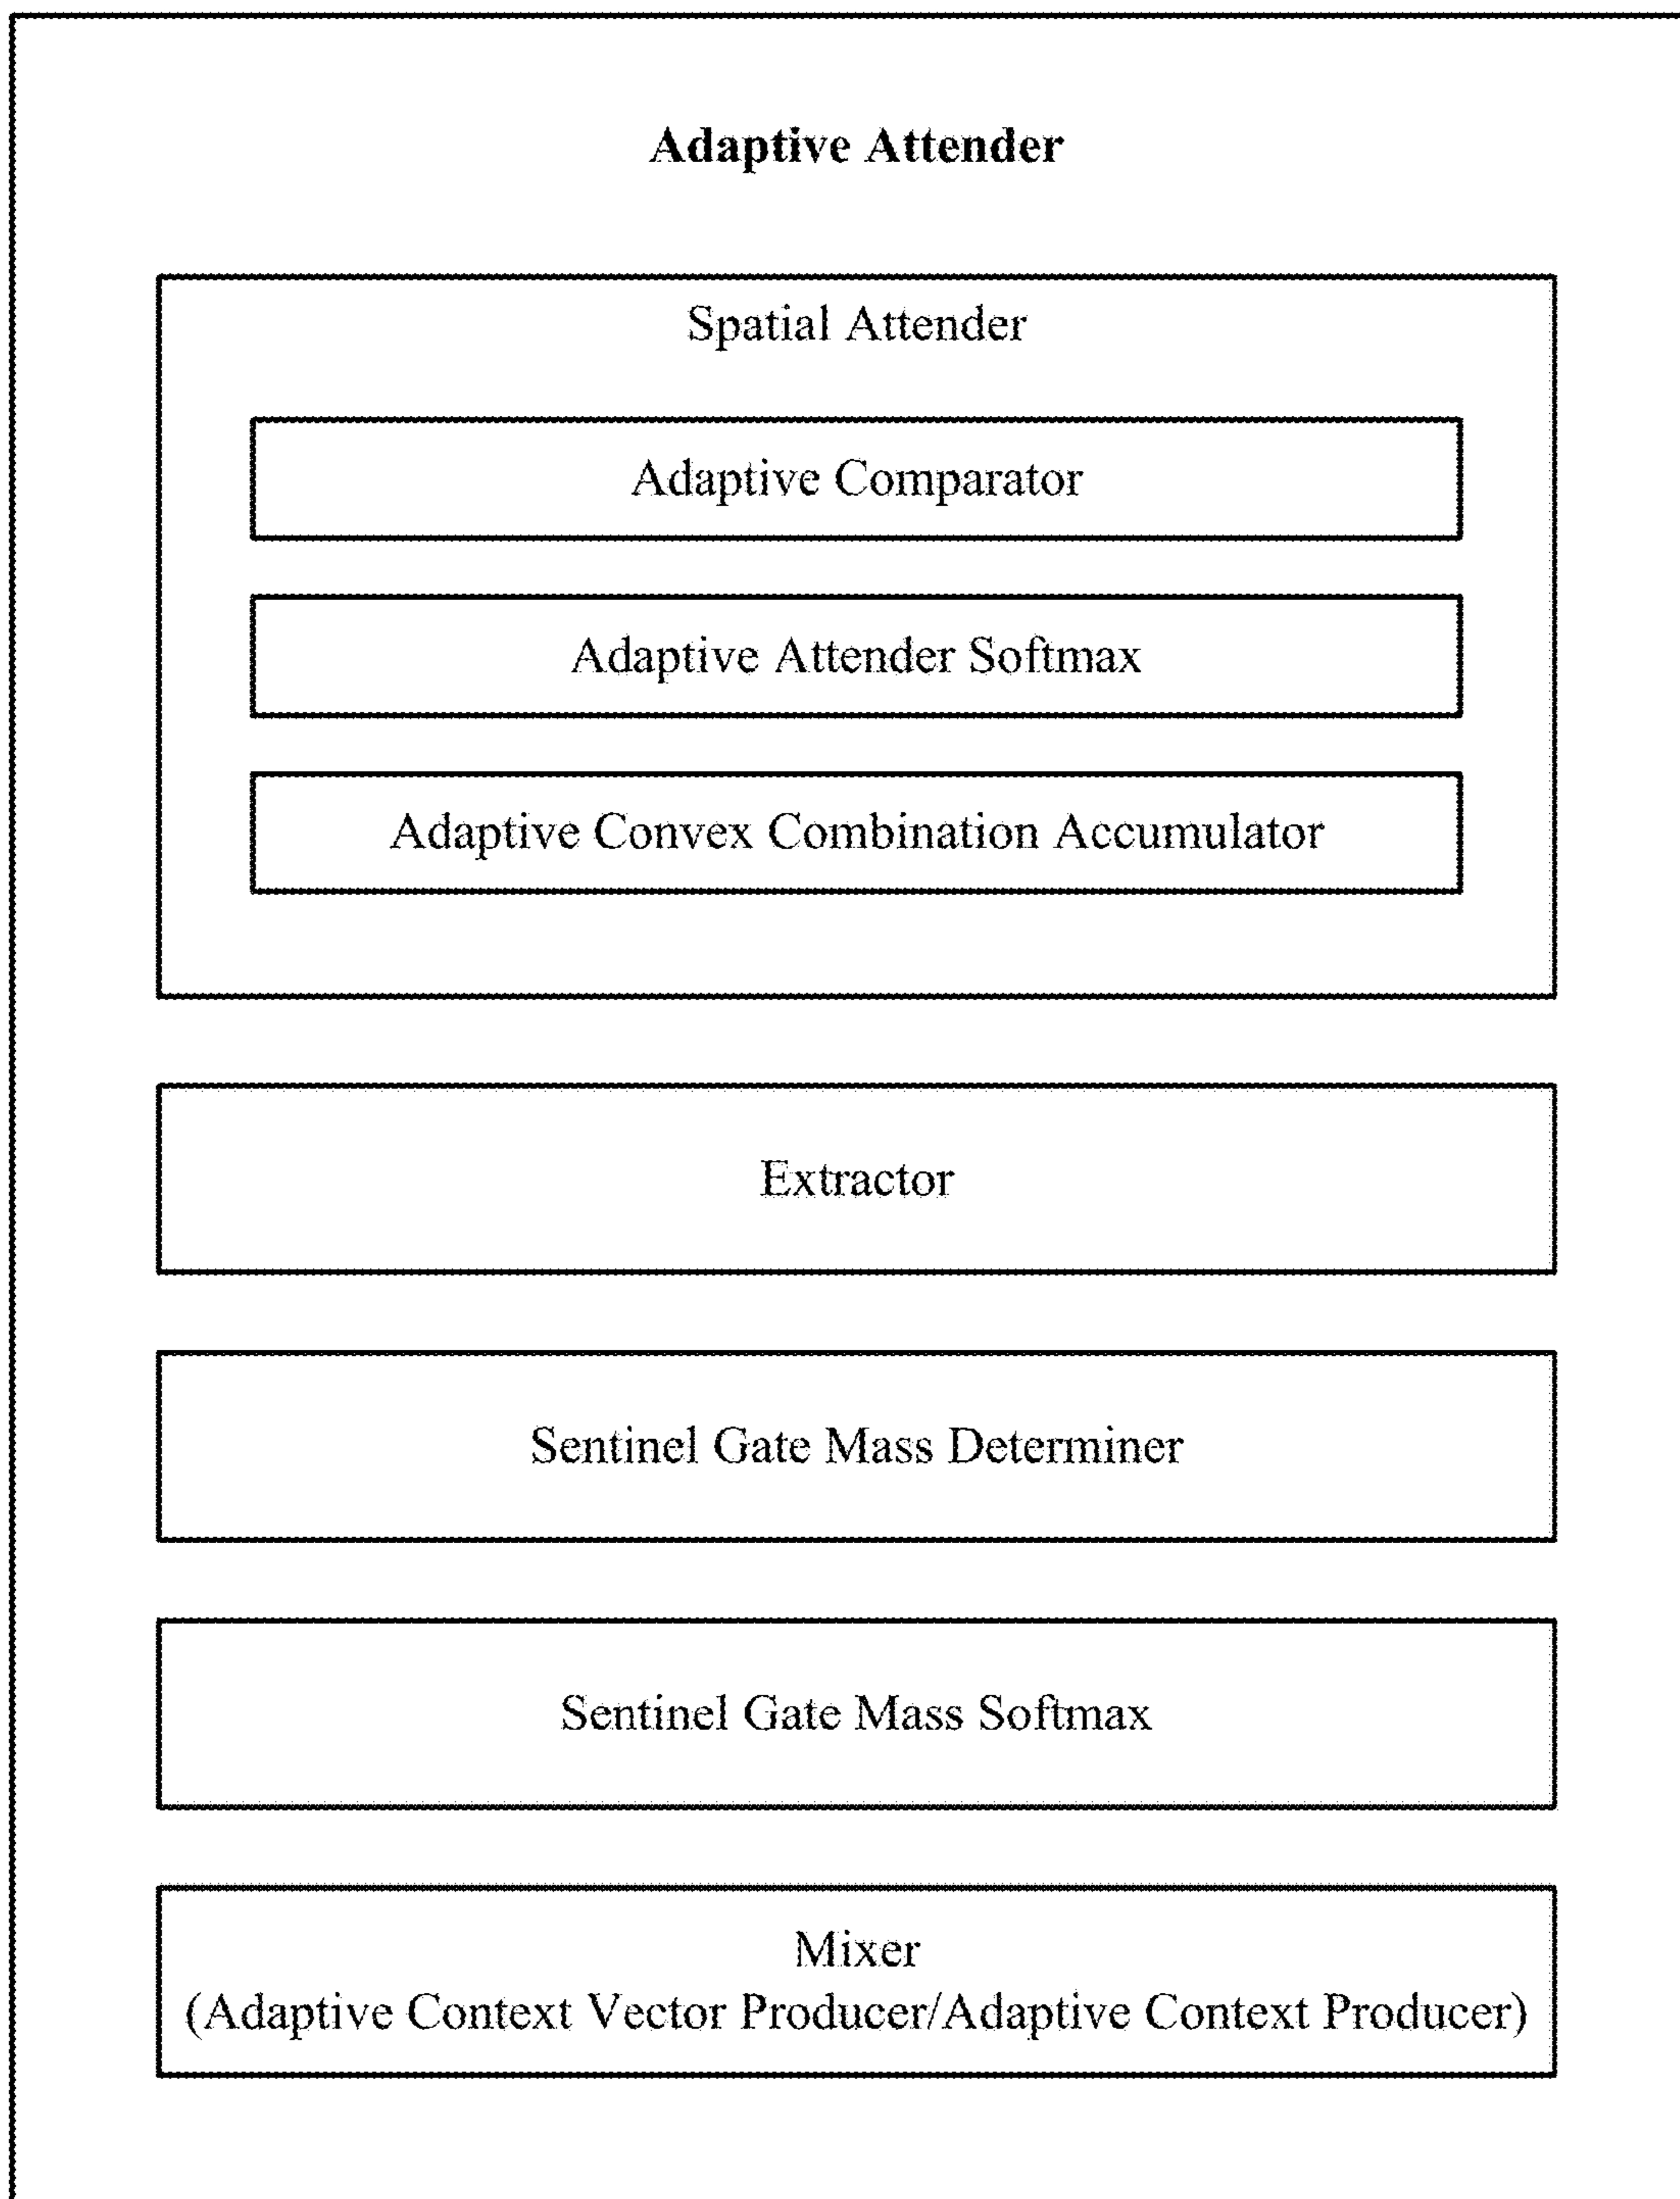 Adaptive Attender
Spatial Attender
Adaptive Comparator
Adaptive Attender Softmax
Adaptive Convex Combination Accumulator
Extractor
Sentinel Gate Mass Determiner
Sentinel Gate Mass Softmax
Mixer
(Adaptive Context Vector Producer/Adaptive Context Producer)